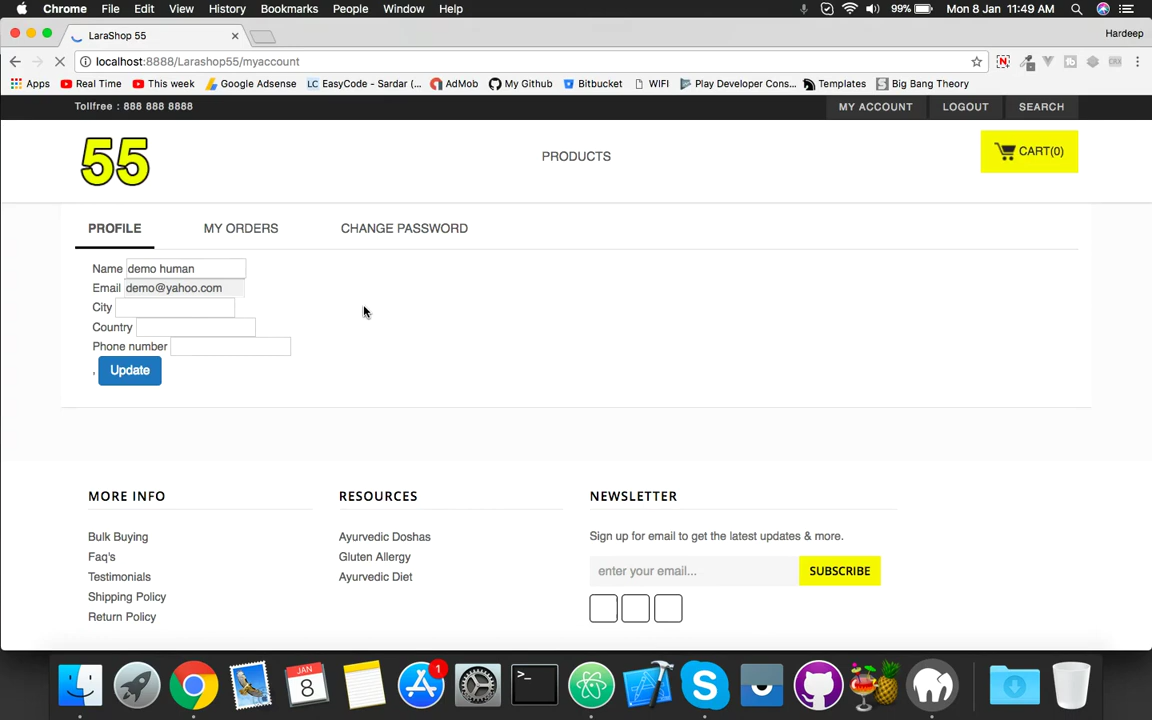 Chrome File Edit View History Bookmarks People Window Help 99% Mon 8 Jan 11:49 AM
LaraShop 55 Hardeep
localhost:8888/Larashop55/myaccount
Apps Real Time This week Google Adsense LC EasyCode - Sardar (... AdMob My Github Bitbucket WIFI Play Developer Cons... Templates Big Bang Theory
Tollfree : 888 888 8888 MY ACCOUNT LOGOUT SEARCH
55 PRODUCTS CART(0)
PROFILE MY ORDERS CHANGE PASSWORD
Name demo human
Email demo@yahoo.com
City
Country
Phone number
, Update
MORE INFO RESOURCES NEWSLETTER
Bulk Buying Ayurvedic Doshas Sign up for email to get the latest updates & more.
Faq's Gluten Allergy enter your email... SUBSCRIBE
Testimonials Ayurvedic Diet
Shipping Policy
Return Policy
1
JAN
8